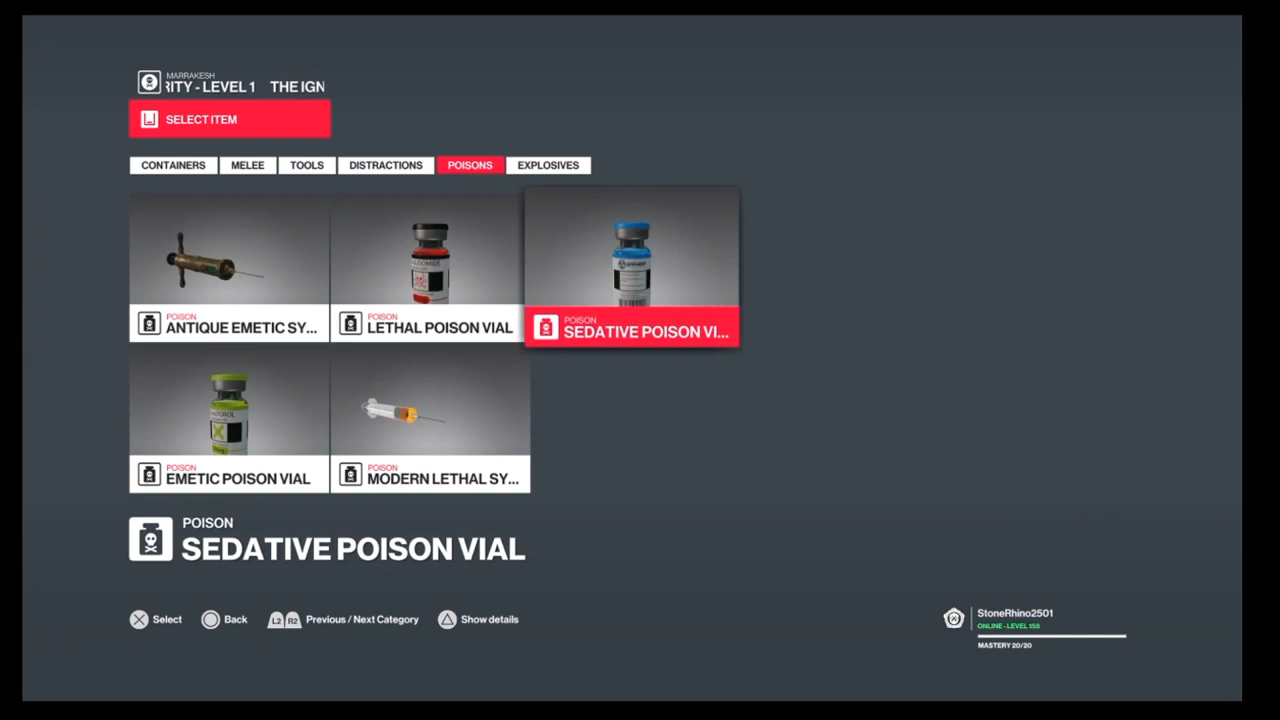 MARRAKESH
RITY - LEVEL 1 THE IGN
SELECT ITEM
CONTAINERS MELEE TOOLS DISTRACTIONS POISONS EXPLOSIVES
POISON
ANTIQUE EMETIC SY...
POISON
LETHAL POISON VIAL
POISON
SEDATIVE POISON VI...
POISON
EMETIC POISON VIAL
POISON
MODERN LETHAL SY...
POISON
SEDATIVE POISON VIAL
Select Back L2 R2 Previous / Next Category Show details
StoneRhino2501
ONLINE - LEVEL 158
MASTERY 20/20